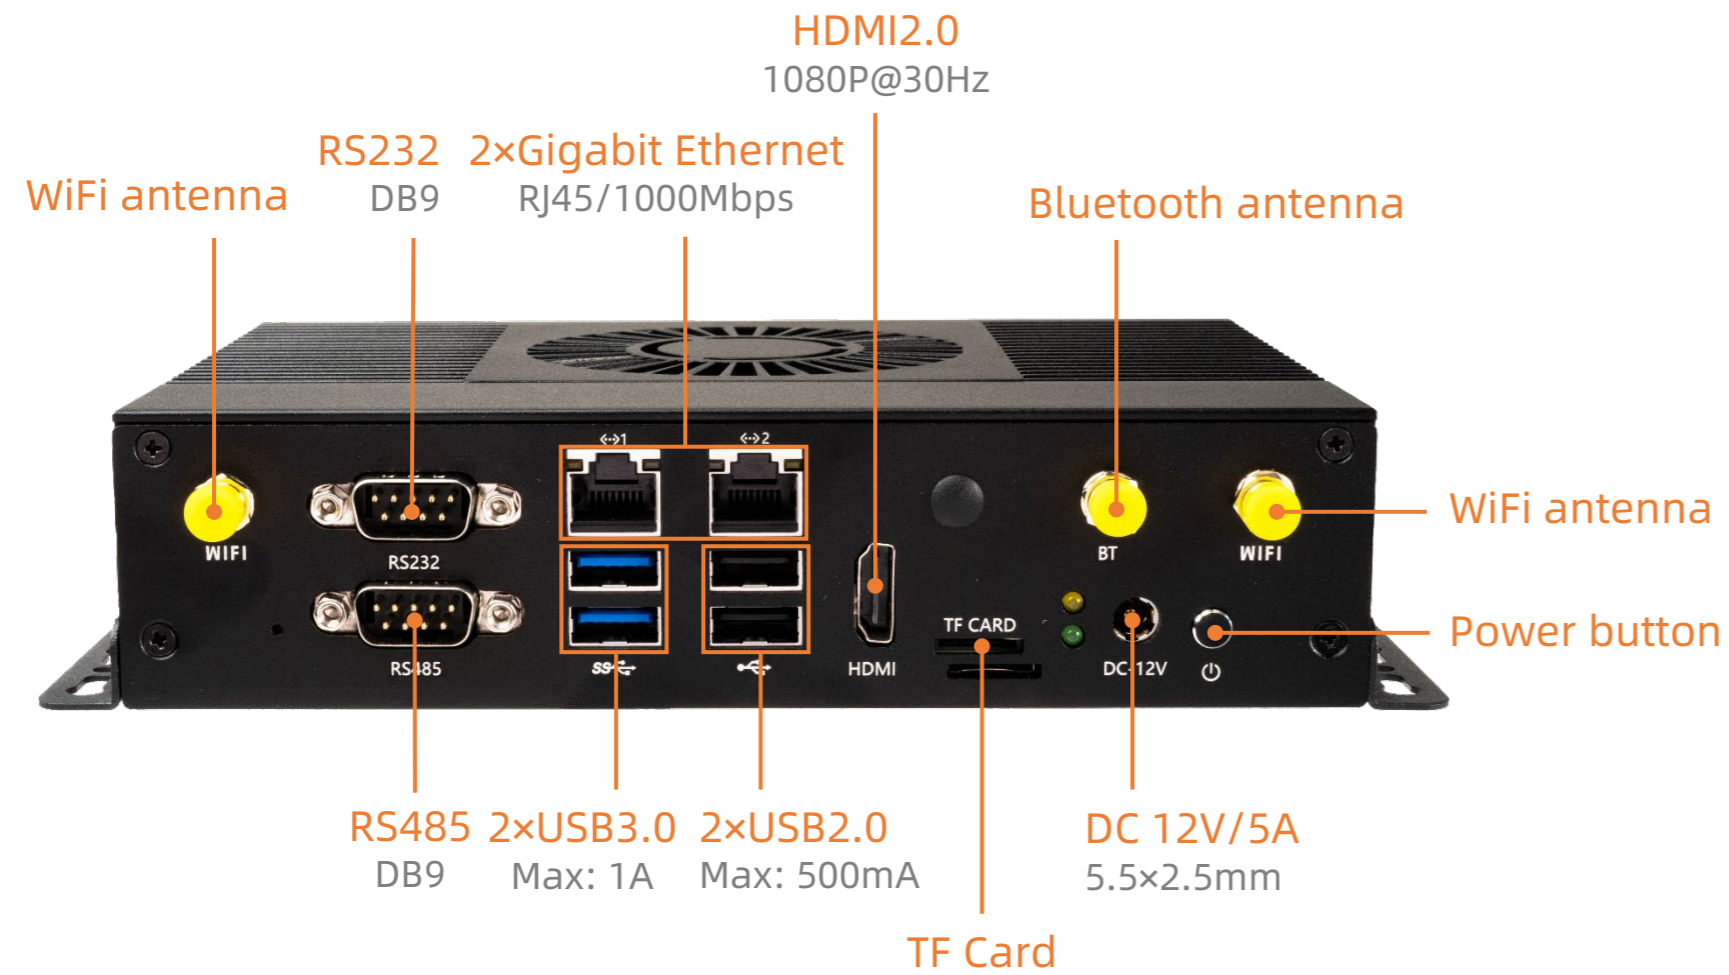 HDMI2.0
1080P@30Hz
RS232
DB9
2×Gigabit Ethernet
RJ45/1000Mbps
WiFi antenna
Bluetooth antenna
1
2
WIFI
RS232
BT
WIFI
WiFi antenna
TF CARD
Power button
RS485
HDMI
DC-12V
RS485
DB9
2×USB3.0
Max: 1A
2×USB2.0
Max: 500mA
DC 12V/5A
5.5×2.5mm
TF Card